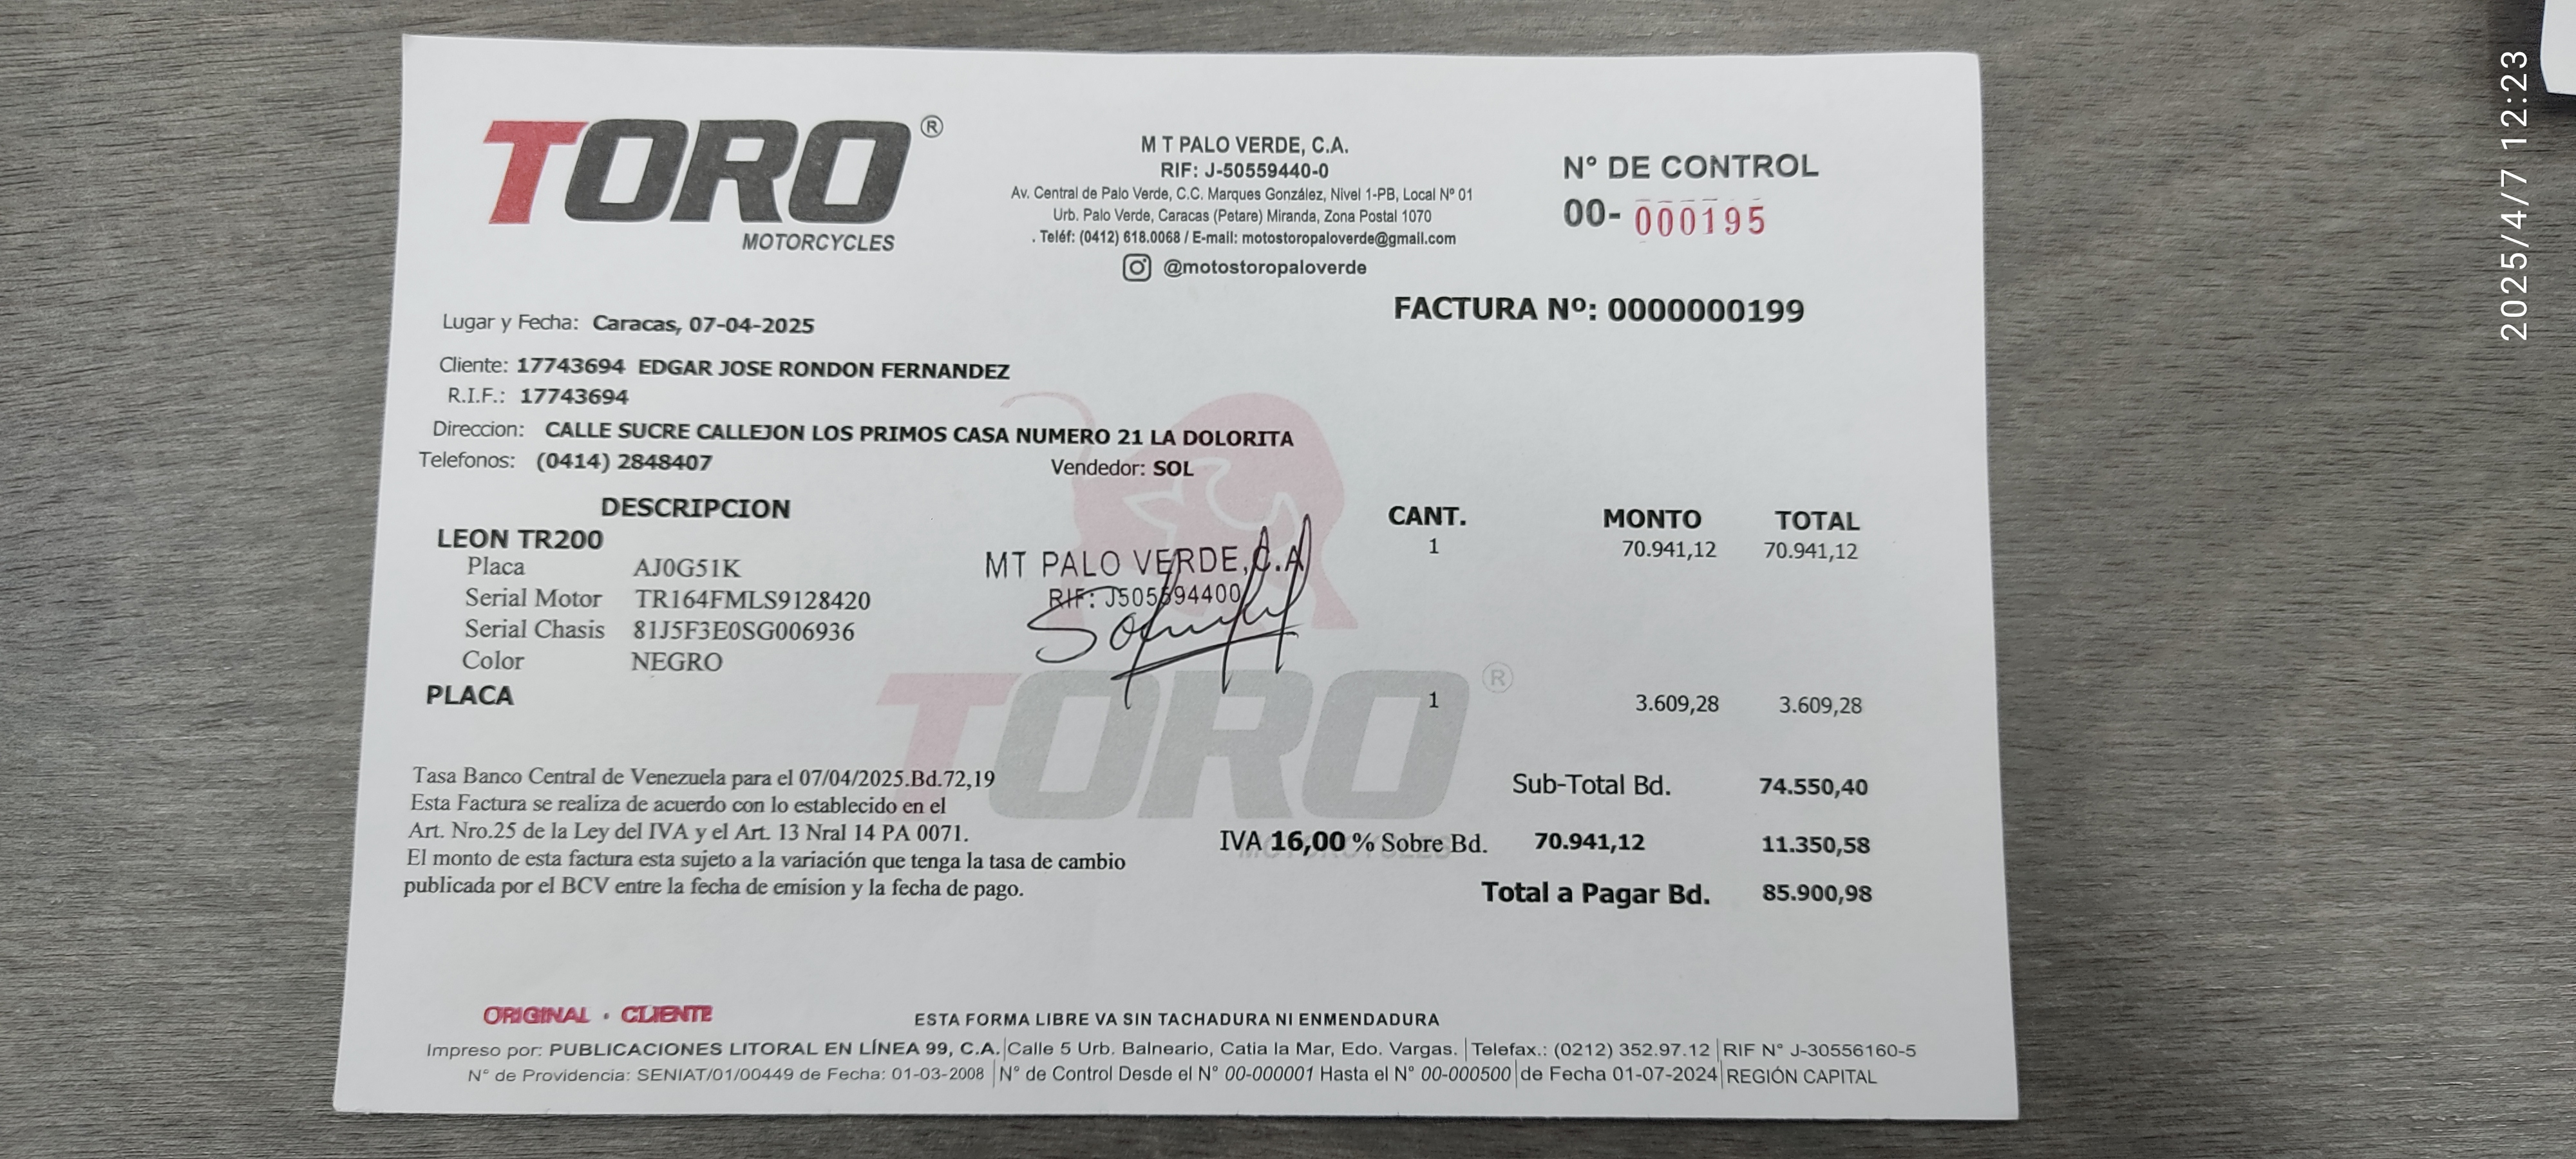 TORO®
MOTORCYCLES
M T PALO VERDE, C.A.
RIF: J-50559440-0
Av. Central de Palo Verde, C.C. Marques González, Nivel 1-PB, Local Nº 01
Urb. Palo Verde, Caracas (Petare) Miranda, Zona Postal 1070
. Teléf: (0412) 618.0068 / E-mail: motostoropaloverde@gmail.com
@motostoropaloverde
N° DE CONTROL
00- 000195
FACTURA Nº: 0000000199
Lugar y Fecha: Caracas, 07-04-2025
Cliente: 17743694 EDGAR JOSE RONDON FERNANDEZ
R.I.F.: 17743694
Direccion: CALLE SUCRE CALLEJON LOS PRIMOS CASA NUMERO 21 LA DOLORITA
Telefonos: (0414) 2848407 Vendedor: SOL
DESCRIPCION CANT. MONTO TOTAL
LEON TR200 1 70.941,12 70.941,12
Placa AJ0G51K
Serial Motor TR164FMLS9128420
Serial Chasis 81J5F3E0SG006936
Color NEGRO
MT PALO VERDE,C.A
RIF: J505594400
PLACA 1 3.609,28 3.609,28
TORO®
MOTORCYCLES
Tasa Banco Central de Venezuela para el 07/04/2025.Bd.72,19
Esta Factura se realiza de acuerdo con lo establecido en el
Art. Nro.25 de la Ley del IVA y el Art. 13 Nral 14 PA 0071.
El monto de esta factura esta sujeto a la variación que tenga la tasa de cambio
publicada por el BCV entre la fecha de emision y la fecha de pago.
Sub-Total Bd. 74.550,40
IVA 16,00 % Sobre Bd. 70.941,12 11.350,58
Total a Pagar Bd. 85.900,98
ORIGINAL · CLIENTE
ESTA FORMA LIBRE VA SIN TACHADURA NI ENMENDADURA
Impreso por: PUBLICACIONES LITORAL EN LÍNEA 99, C.A. | Calle 5 Urb. Balneario, Catia la Mar, Edo. Vargas. | Telefax.: (0212) 352.97.12 | RIF N° J-30556160-5
N° de Providencia: SENIAT/01/00449 de Fecha: 01-03-2008 | N° de Control Desde el N° 00-000001 Hasta el N° 00-000500 | de Fecha 01-07-2024 | REGIÓN CAPITAL
2025/4/7 12:23